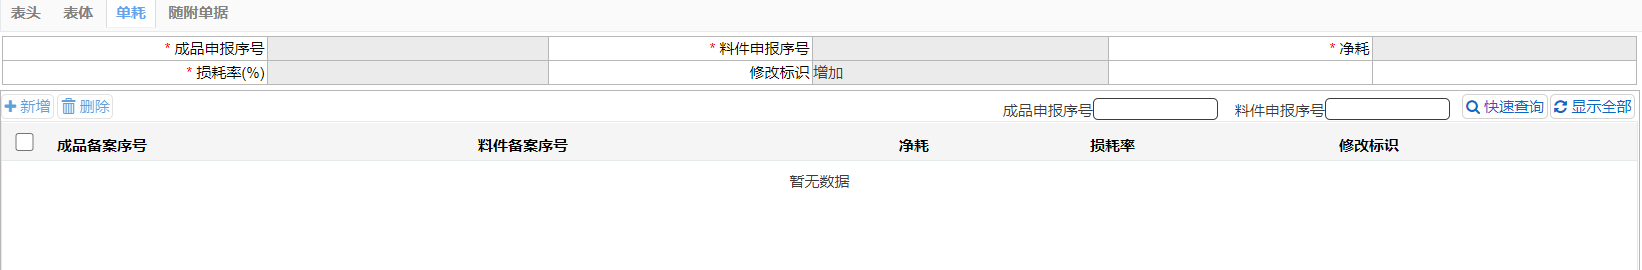 表头 表体 单耗 随附单据
* 成品申报序号 * 料件申报序号 * 净耗
* 损耗率(%) 修改标识 增加
新增 删除 成品申报序号 料件申报序号 快速查询 显示全部
成品备案序号 料件备案序号 净耗 损耗率 修改标识
暂无数据